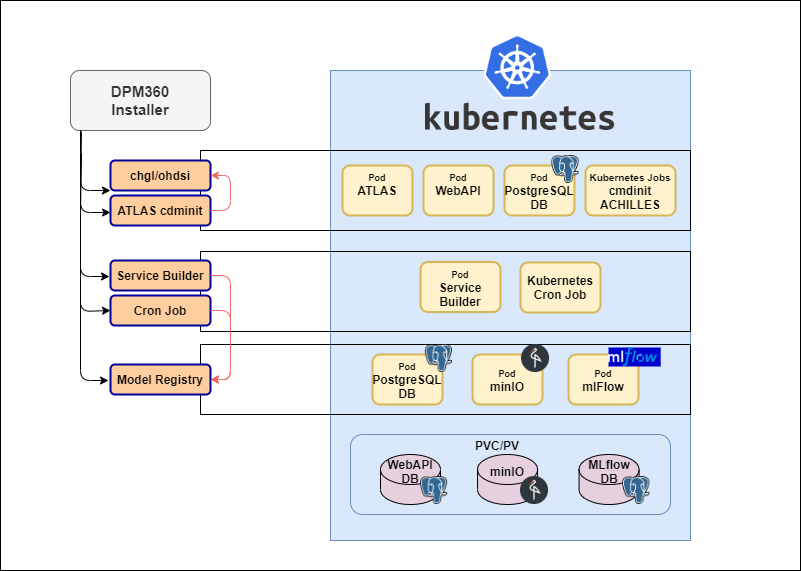 DPM360
Installer
kubernetes
chgl/ohdsi
ATLAS cdminit
Pod
ATLAS
Pod
WebAPI
Pod
PostgreSQL
DB
Kubernetes Jobs
cmdinit
ACHILLES
Service Builder
Cron Job
Pod
Service
Builder
Kubernetes
Cron Job
Model Registry
Pod
PostgreSQL
DB
Pod
minIO
mlflow
Pod
mlFlow
PVC/PV
WebAPI
DB
minIO
MLflow
DB